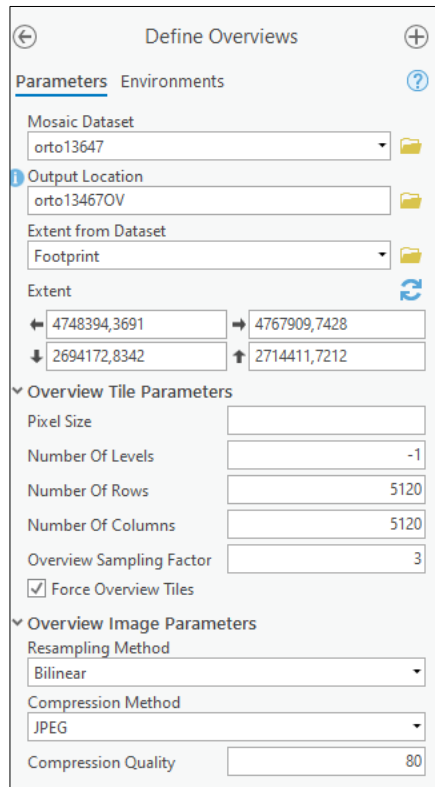 Define Overviews
Parameters Environments
Mosaic Dataset
orto13647
Output Location
orto13467OV
Extent from Dataset
Footprint
Extent
4748394,3691 4767909,7428
2694172,8342 2714411,7212
Overview Tile Parameters
Pixel Size
Number Of Levels -1
Number Of Rows 5120
Number Of Columns 5120
Overview Sampling Factor 3
Force Overview Tiles
Overview Image Parameters
Resampling Method
Bilinear
Compression Method
JPEG
Compression Quality 80